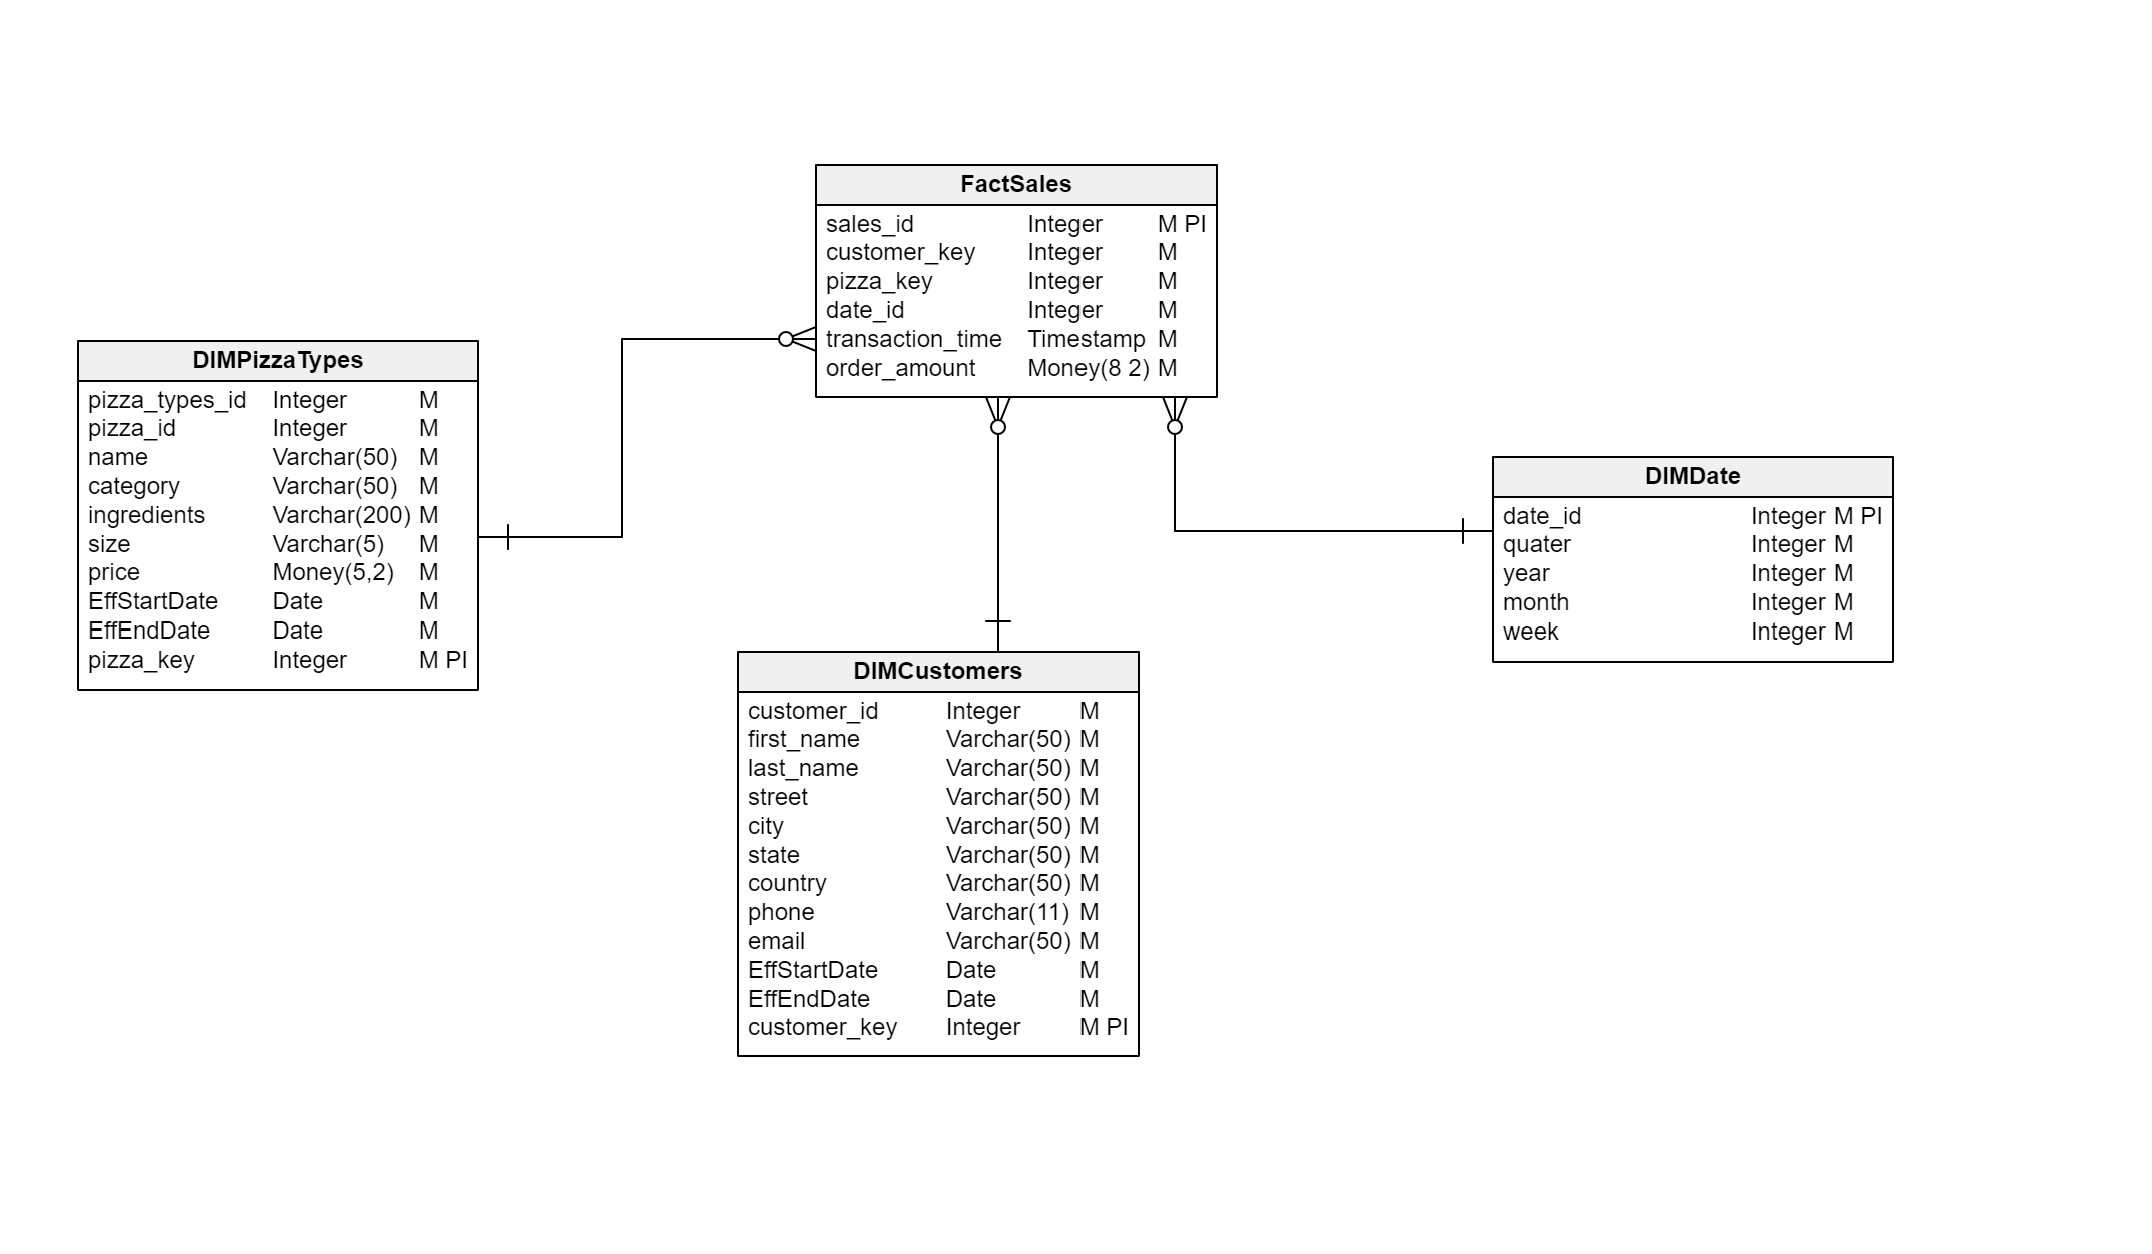 FactSales
sales_id Integer M PI
customer_key Integer M
pizza_key Integer M
date_id Integer M
transaction_time Timestamp M
order_amount Money(8 2) M
DIMPizzaTypes
pizza_types_id Integer M
pizza_id Integer M
name Varchar(50) M
category Varchar(50) M
ingredients Varchar(200) M
size Varchar(5) M
price Money(5,2) M
EffStartDate Date M
EffEndDate Date M
pizza_key Integer M PI
DIMDate
date_id Integer M PI
quater Integer M
year Integer M
month Integer M
week Integer M
DIMCustomers
customer_id Integer M
first_name Varchar(50) M
last_name Varchar(50) M
street Varchar(50) M
city Varchar(50) M
state Varchar(50) M
country Varchar(50) M
phone Varchar(11) M
email Varchar(50) M
EffStartDate Date M
EffEndDate Date M
customer_key Integer M PI